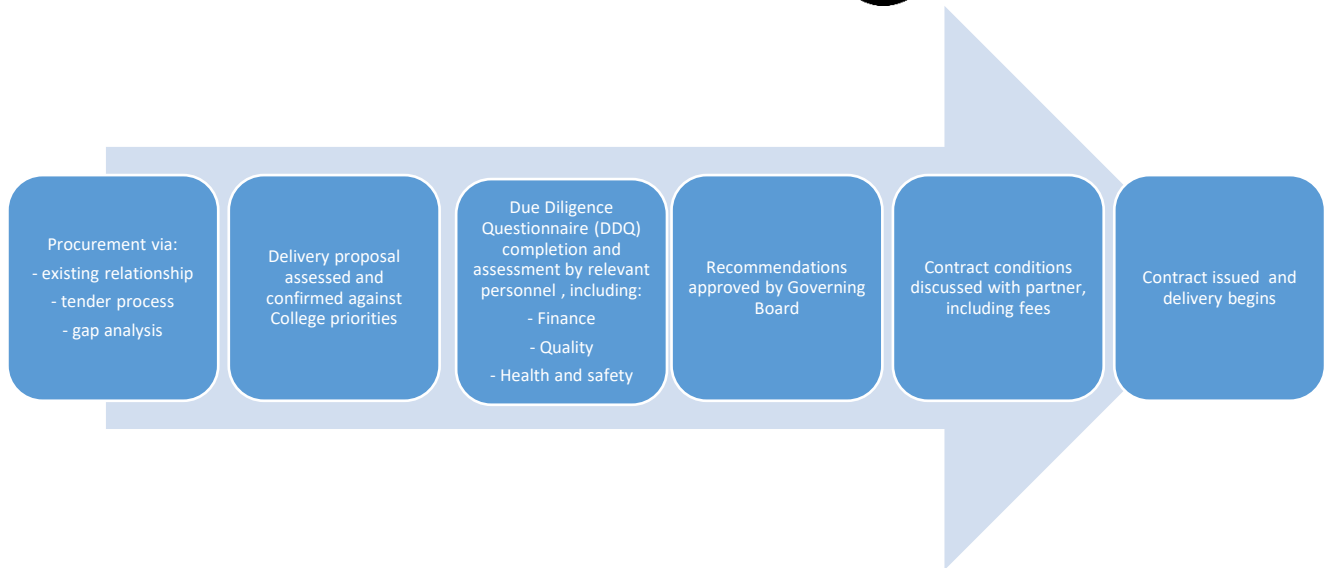 Procurement via:
- existing relationship
- tender process
- gap analysis
Delivery proposal
assessed and
confirmed against
College priorities
Due Diligence
Questionnaire (DDQ)
completion and
assessment by relevant
personnel , including:
- Finance
- Quality
- Health and safety
Recommendations
approved by Governing
Board
Contract conditions
discussed with partner,
including fees
Contract issued  and
delivery begins